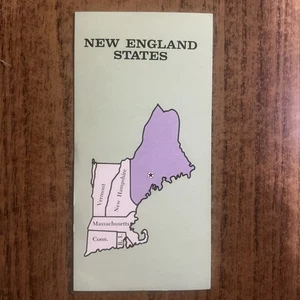 NEW ENGLAND
STATES
Vermont
New Hampshire
Massachusetts
Conn.
R.I.